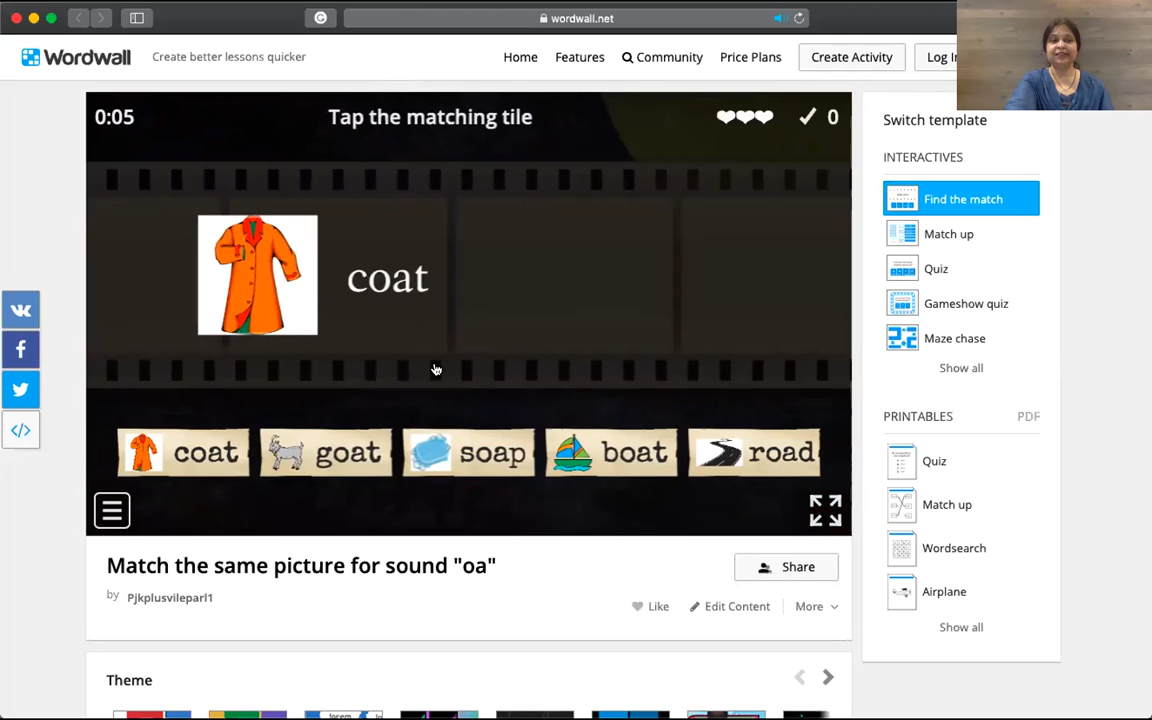 wordwall.net
Wordwall
Create better lessons quicker
Home
Features
Community
Price Plans
Create Activity
Log
0:05
Tap the matching tile
0
coat
coat
goat
soap
boat
road
Match the same picture for sound "oa"
by Pjkplusvileparl1
Share
Like
Edit Content
More
Theme
Switch template
INTERACTIVES
Find the match
Match up
Quiz
Gameshow quiz
Maze chase
Show all
PRINTABLES
PDF
Quiz
Match up
Wordsearch
Airplane
Show all